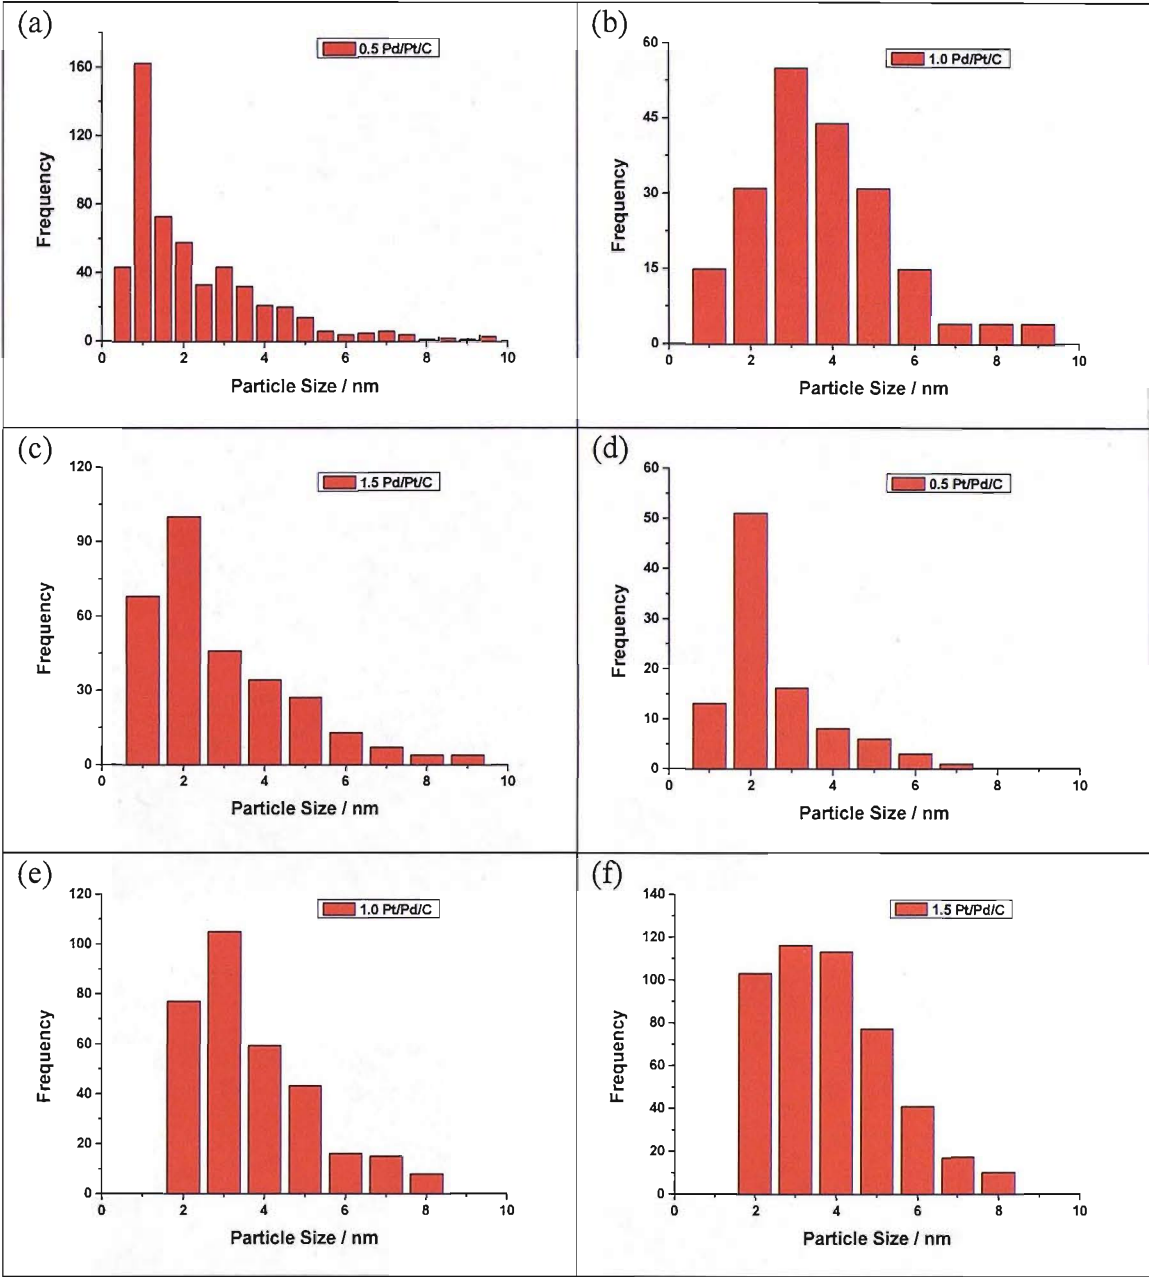 (a)
0.5 Pd/Pt/C
160
120
80
40
0
Frequency
0 2 4 6 8 10
Particle Size / nm
(b)
1.0 Pd/Pt/C
60
45
30
15
0
Frequency
0 2 4 6 8 10
Particle Size / nm
(c)
1.5 Pd/Pt/C
120
90
60
30
0
Frequency
0 2 4 6 8 10
Particle Size / nm
(d)
0.5 Pt/Pd/C
60
50
40
30
20
10
0
Frequency
0 2 4 6 8 10
Particle Size / nm
(e)
1.0 Pt/Pd/C
120
100
80
60
40
20
0
Frequency
0 2 4 6 8 10
Particle Size / nm
(f)
1.5 Pt/Pd/C
140
120
100
80
60
40
20
0
Frequency
0 2 4 6 8 10
Particle Size / nm